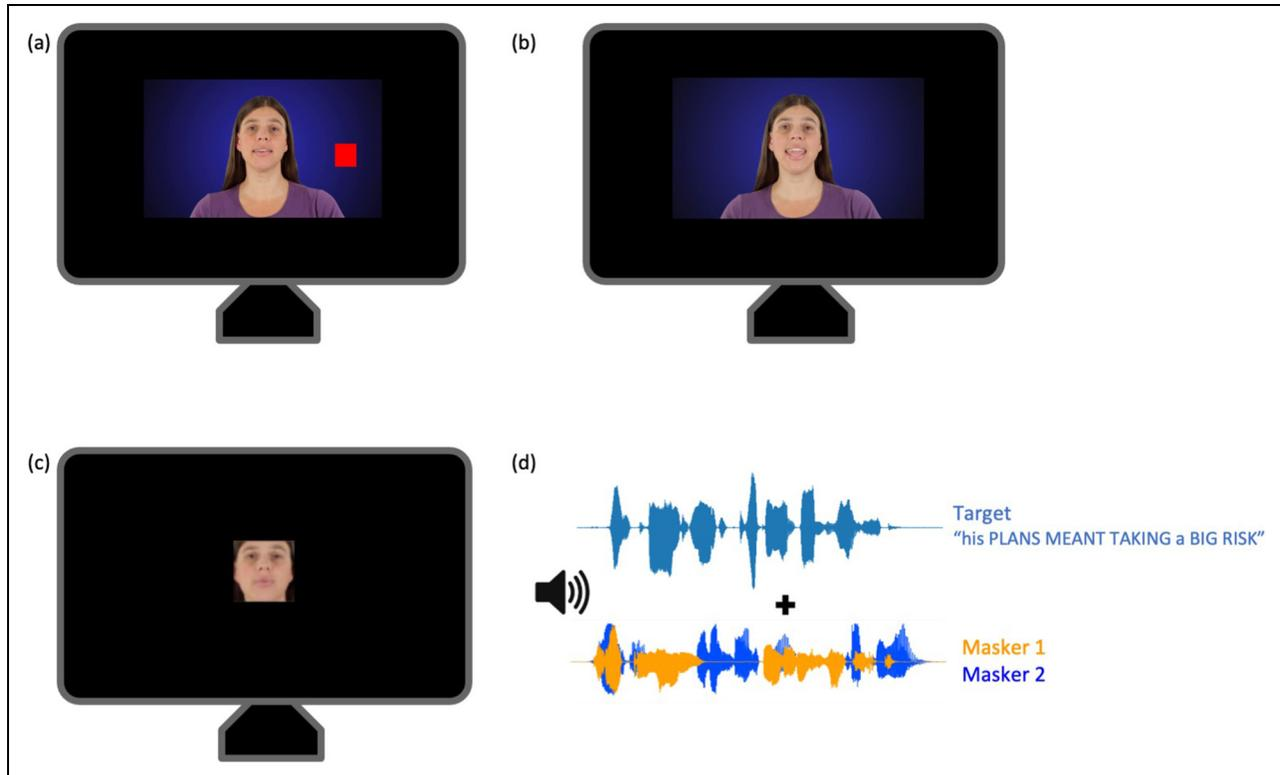 (a)
(b)
(c)
(d)
Target
“his PLANS MEANT TAKING a BIG RISK”
Masker 1
Masker 2